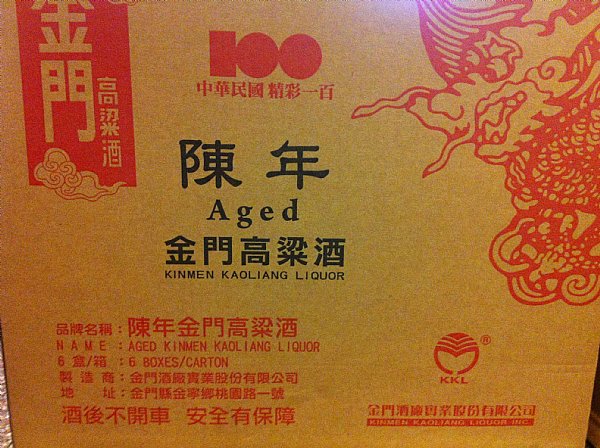 金門
高粱酒
100
中華民國 精彩一百
陳年
Aged
金門高粱酒
KINMEN KAOLIANG LIQUOR
品牌名稱：陳年金門高粱酒
NAME：AGED KINMEN KAOLIANG LIQUOR
6 盒/箱：6 BOXES/CARTON
製造商：金門酒廠實業股份有限公司
地址：金門縣金寧鄉桃園路一號
酒後不開車 安全有保障
®
KKL
金門酒廠實業股份有限公司
KINMEN KAOLIANG LIQUOR INC.